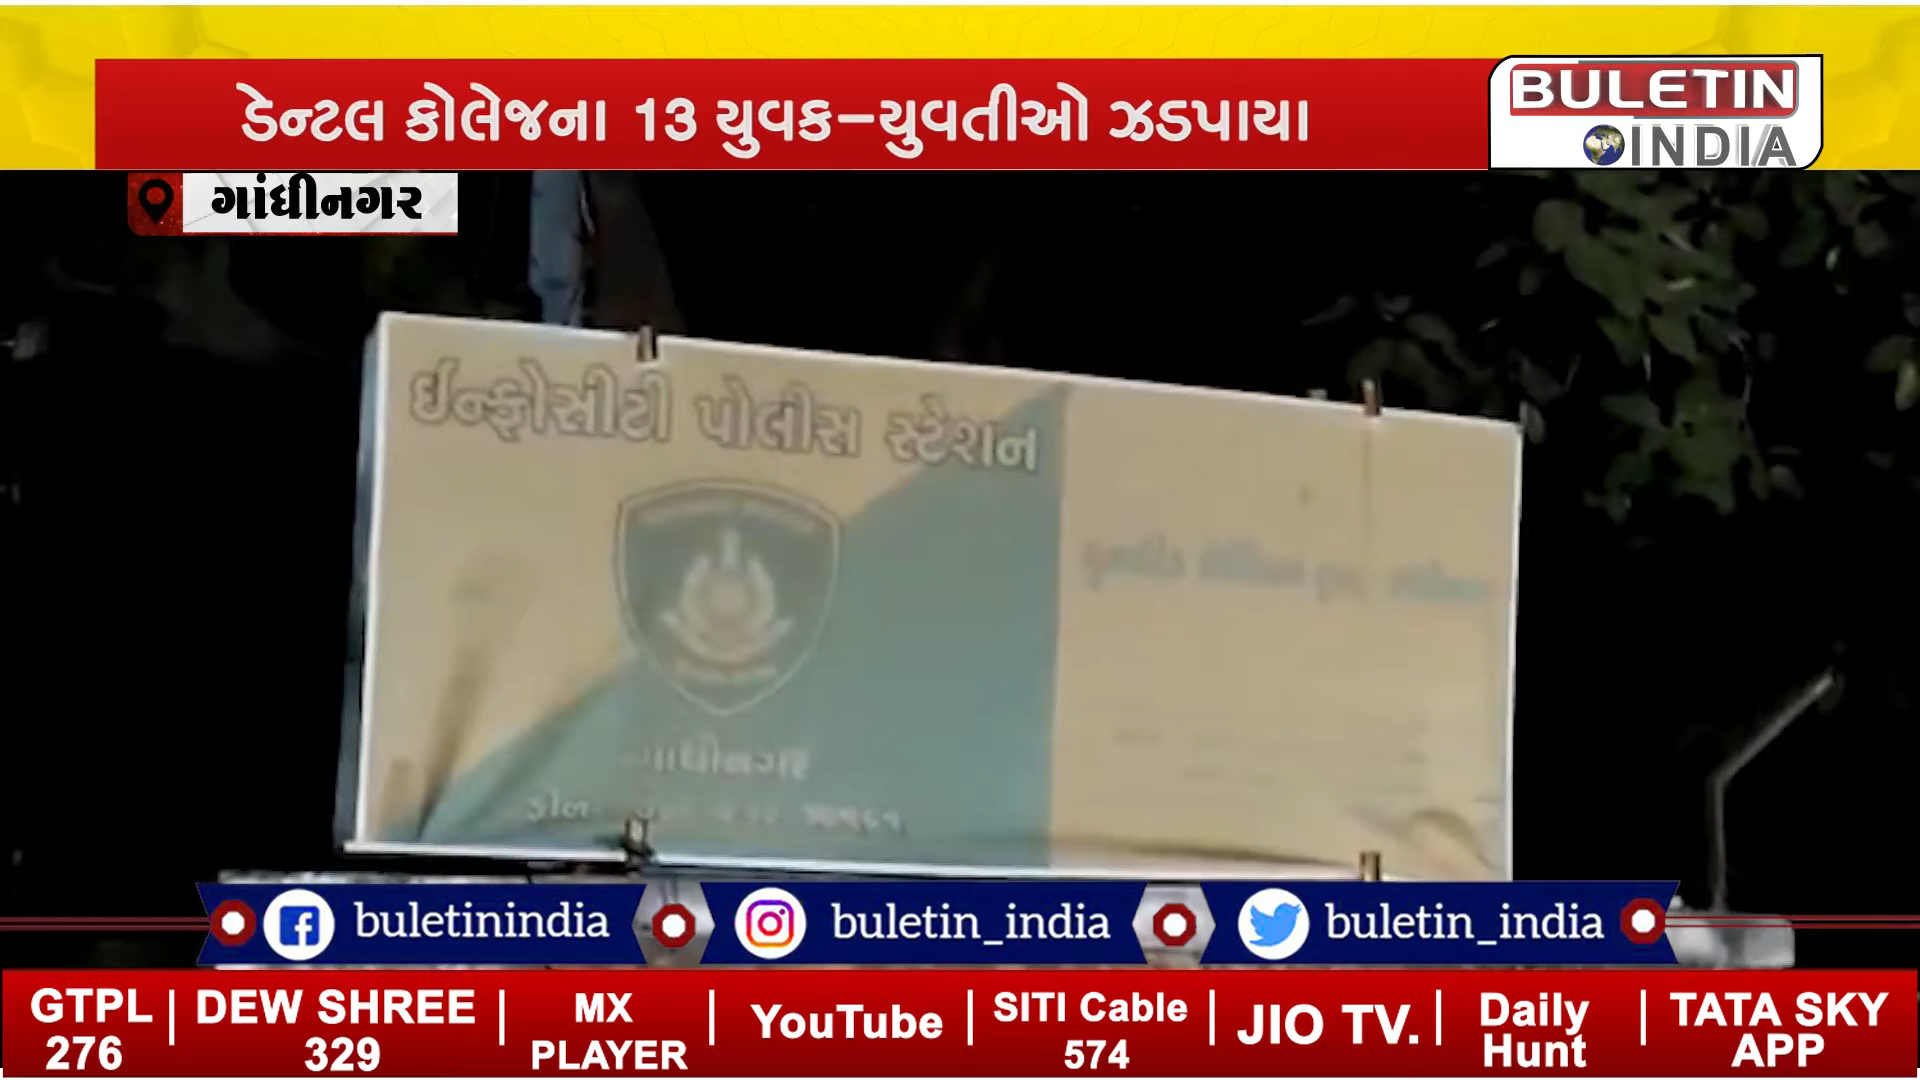 ડેન્ટલ કોલેજના 13 યુવક-યુવતીઓ ઝડપાયા
BULETIN
INDIA
ગાંધીનગર
ઈન્ફોસીટી પોલીસ સ્ટેશન
ગાંધીનગર
ફોન
buletinindia
buletin_india
buletin_india
GTPL 276
DEW SHREE 329
MX PLAYER
YouTube
SITI Cable 574
JIO TV.
Daily Hunt
TATA SKY APP